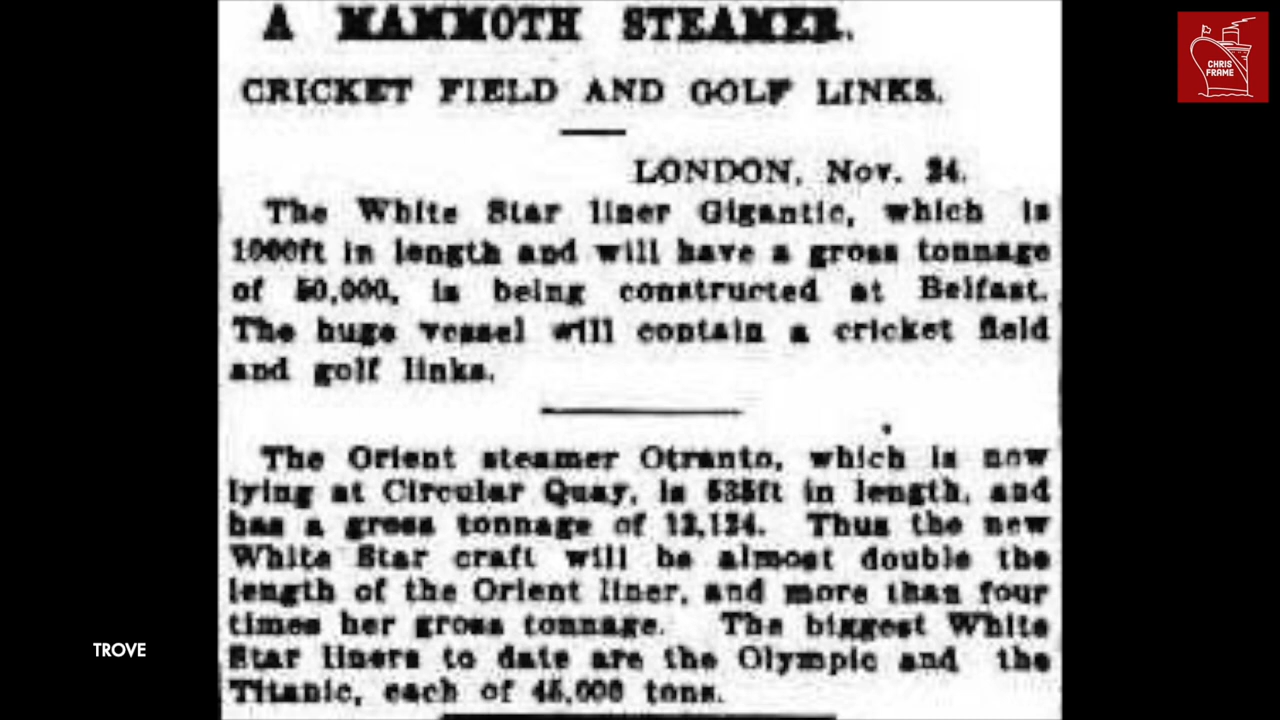 A MAMMOTH STEAMER.
CRICKET FIELD AND GOLF LINKS.
LONDON, Nov. 24.
The White Star liner Gigantic, which is
1000ft in length and will have a gross tonnage
of 50,000, is being constructed at Belfast.
The huge vessel will contain a cricket field
and golf links.
The Orient steamer Otranto, which is now
lying at Circular Quay, is 535ft in length, and
has a gross tonnage of 12,124. Thus the new
White Star craft will be almost double the
length of the Orient liner, and more than four
times her gross tonnage. The biggest White
Star liners to date are the Olympic and the
Titanic, each of 45,000 tons.
TROVE
CHRIS
FRAME